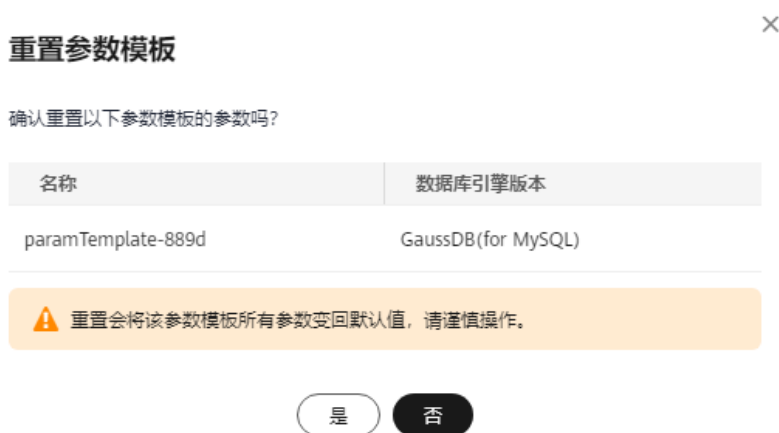 重置参数模板
确认重置以下参数模板的参数吗?
名称 数据库引擎版本
paramTemplate-889d GaussDB(for MySQL)
重置会将该参数模板所有参数变回默认值，请谨慎操作。
是 否